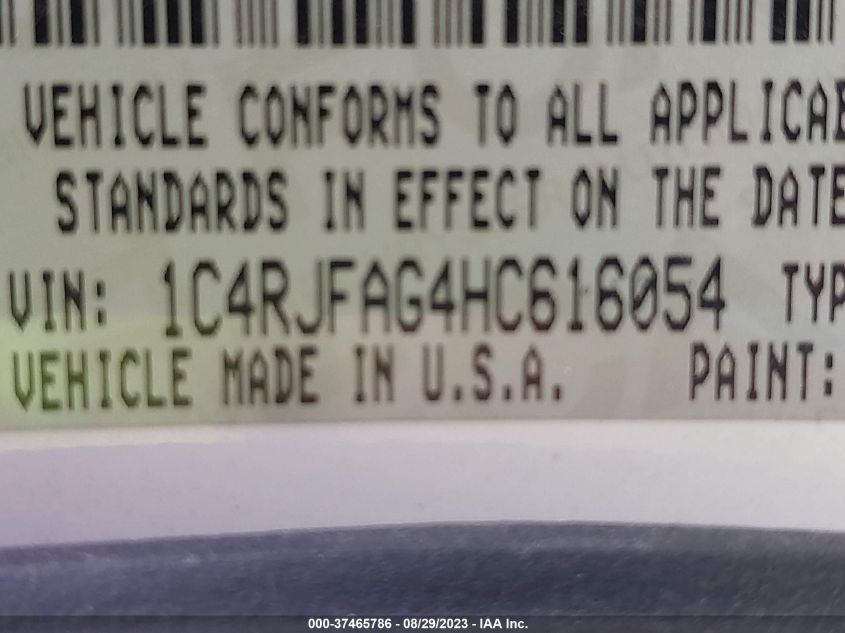 VEHICLE CONFORMS TO ALL APPLICAB
STANDARDS IN EFFECT ON THE DATE
VIN: 1C4RJFAG4HC616054 TYP
VEHICLE MADE IN U.S.A. PAINT:
000-37465786 - 08/29/2023 - IAA Inc.